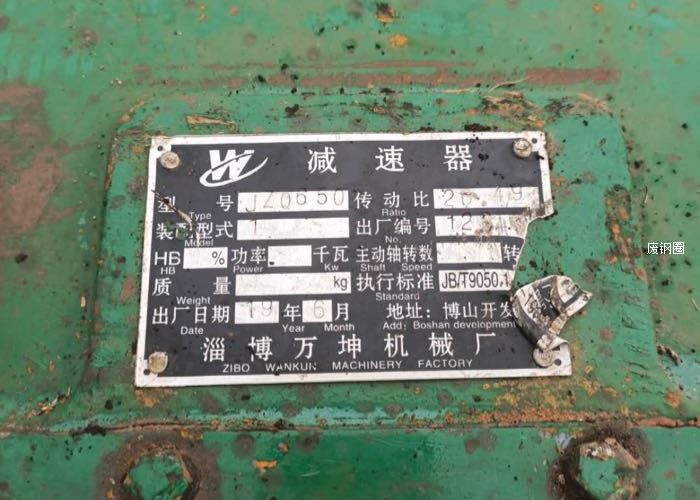 减速器
型号 JZQ650 传动比 20.49
Type Ratio
装配型式 1 出厂编号
Model No.
HB % 功率 千瓦 主动轴转数 转
HB Power Kw Shaft Speed
质量 kg 执行标准 JB/T9050.1
Weight Standard
出厂日期 19 年 6 月 地址: 博山开发
Date Year Month Add: Boshan development
淄博万坤机械厂
ZIBO WANKUN MACHINERY FACTORY
废钢圈